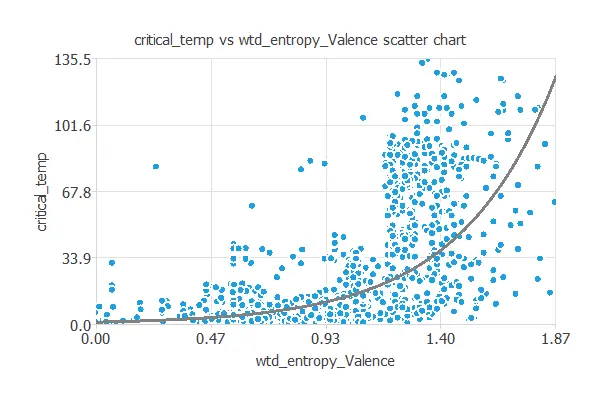 critical_temp vs wtd_entropy_Valence scatter chart
135.5
101.6
67.8
33.9
0.0
critical_temp
0.00 0.47 0.93 1.40 1.87
wtd_entropy_Valence